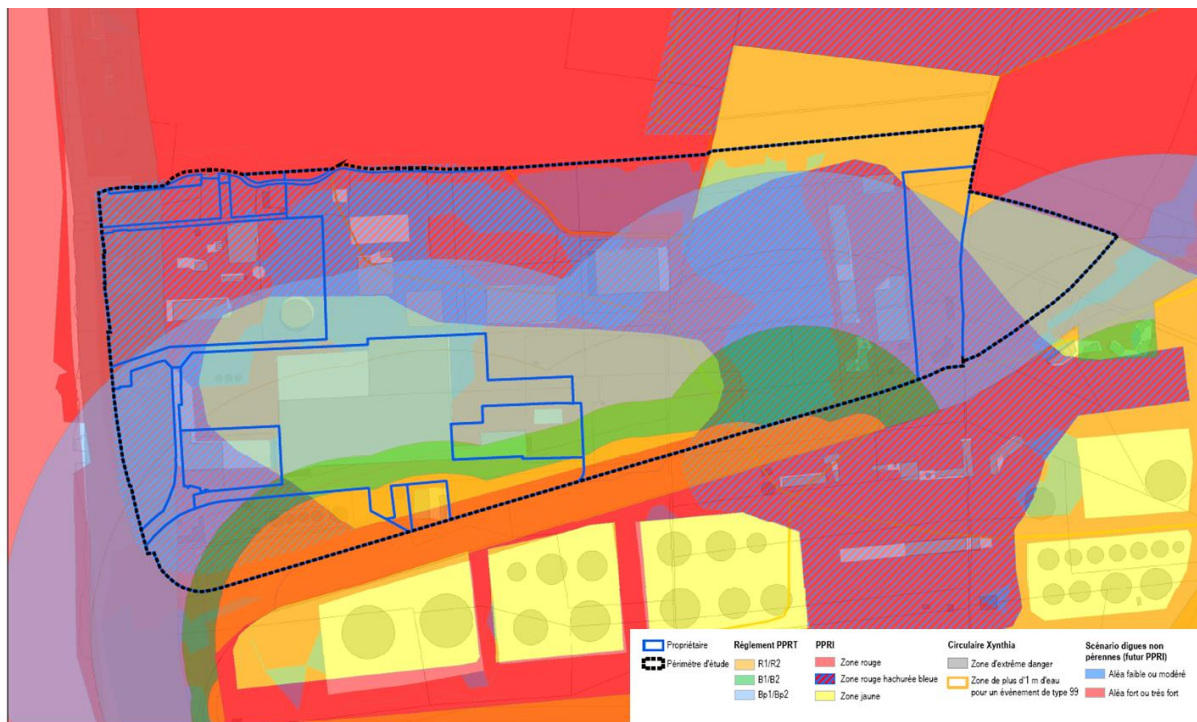 Propriétaire
Périmètre d'étude
Règlement PPRT
R1/R2
B1/B2
Bp1/Bp2
PPRI
Zone rouge
Zone rouge hachurée bleue
Zone jaune
Circulaire Xynthia
Zone d'extrême danger
Zone de plus d'1 m d'eau
pour un événement de type 99
Scénario digues non
pérennes (futur PPRI)
Aléa faible ou modéré
Aléa fort ou très fort